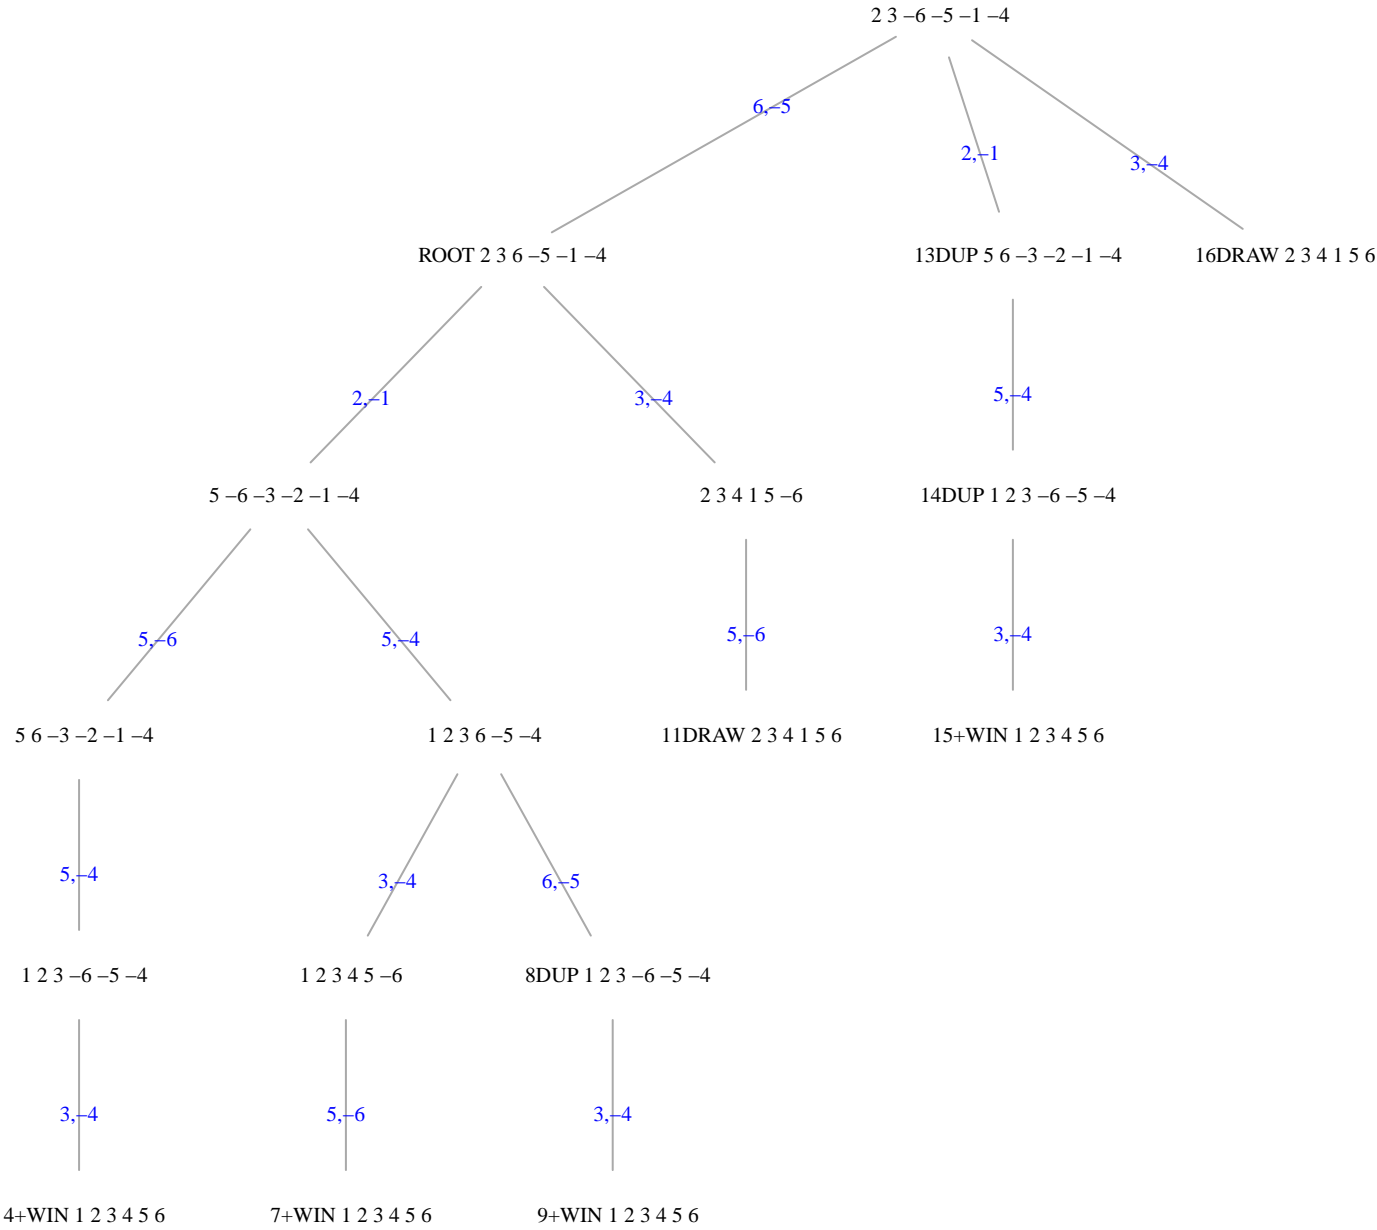 2 3 –6 –5 –1 –4
6,–5
2,–1
3,–4
ROOT 2 3 6 –5 –1 –4
13DUP 5 6 –3 –2 –1 –4
16DRAW 2 3 4 1 5 6
2,–1
3,–4
5,–4
5 –6 –3 –2 –1 –4
2 3 4 1 5 –6
14DUP 1 2 3 –6 –5 –4
5,–6
5,–4
5,–6
3,–4
5 6 –3 –2 –1 –4
1 2 3 6 –5 –4
11DRAW 2 3 4 1 5 6
15+WIN 1 2 3 4 5 6
5,–4
3,–4
6,–5
1 2 3 –6 –5 –4
1 2 3 4 5 –6
8DUP 1 2 3 –6 –5 –4
3,–4
5,–6
3,–4
4+WIN 1 2 3 4 5 6
7+WIN 1 2 3 4 5 6
9+WIN 1 2 3 4 5 6